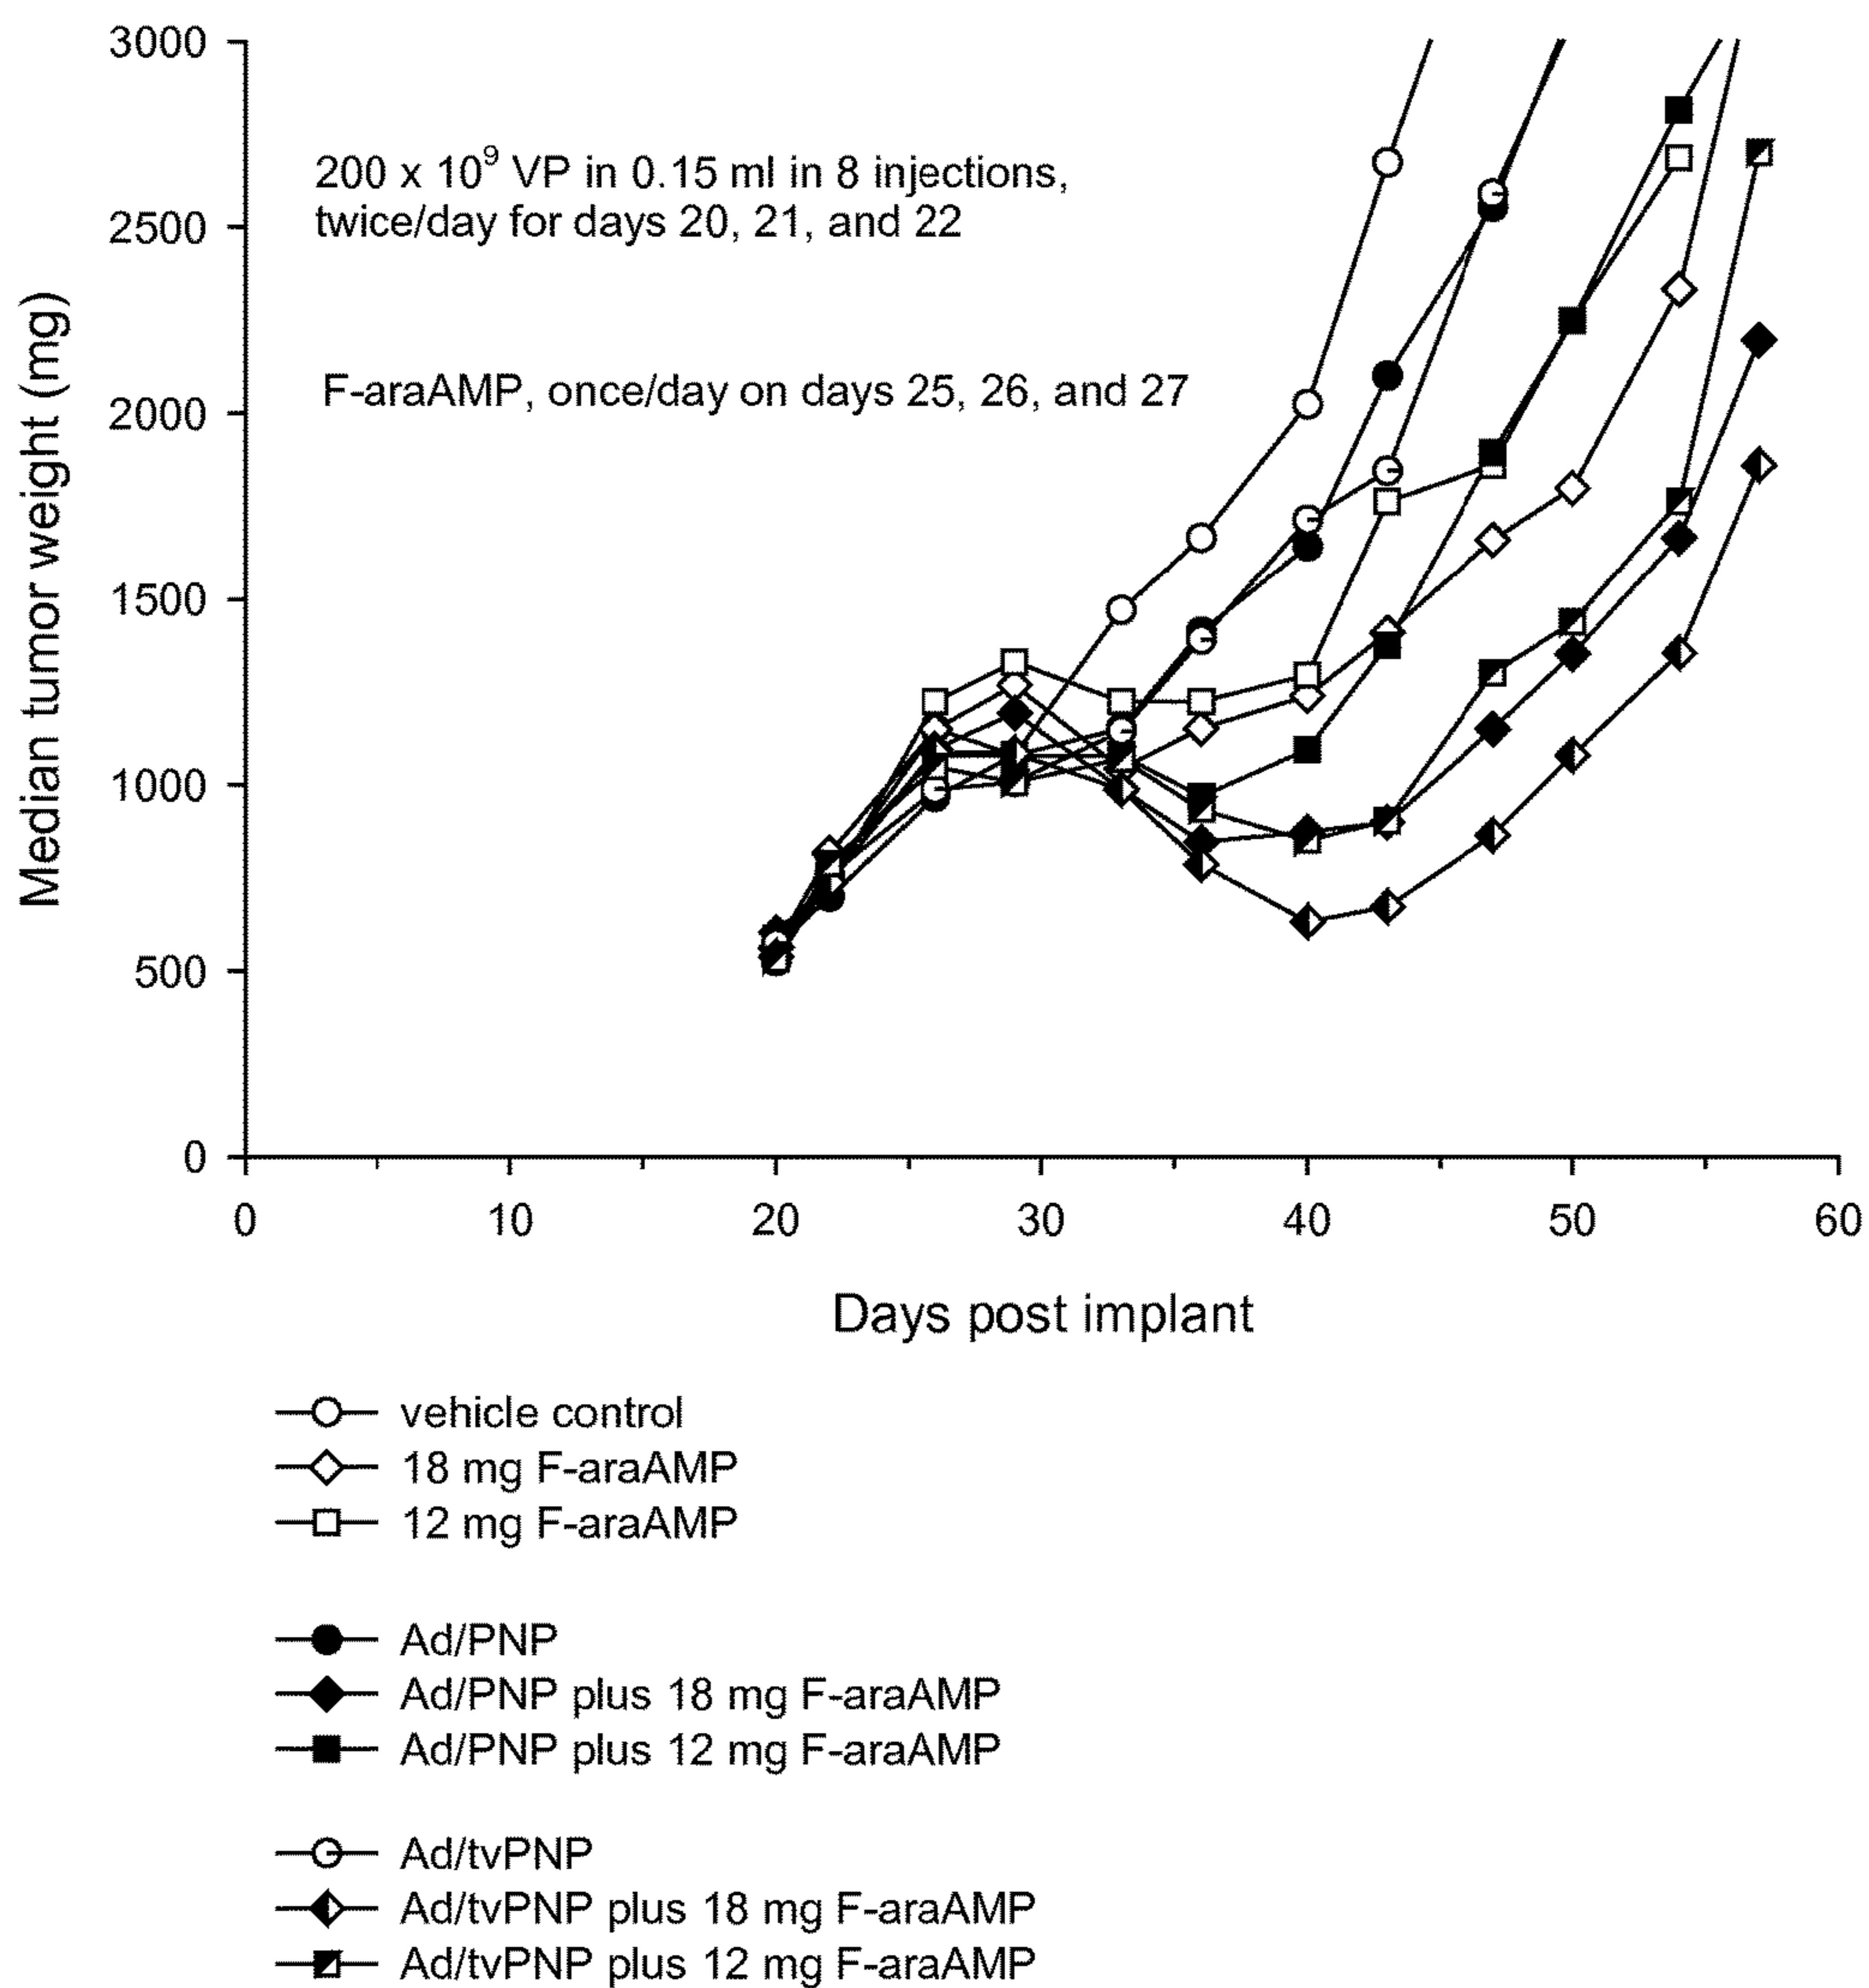 3000
2500
2000
1500
1000
500
0
Median tumor weight (mg)
200 x 10⁹ VP in 0.15 ml in 8 injections,
twice/day for days 20, 21, and 22
F-araAMP, once/day on days 25, 26, and 27
0 10 20 30 40 50 60
Days post implant
vehicle control
18 mg F-araAMP
12 mg F-araAMP
Ad/PNP
Ad/PNP plus 18 mg F-araAMP
Ad/PNP plus 12 mg F-araAMP
Ad/tvPNP
Ad/tvPNP plus 18 mg F-araAMP
Ad/tvPNP plus 12 mg F-araAMP